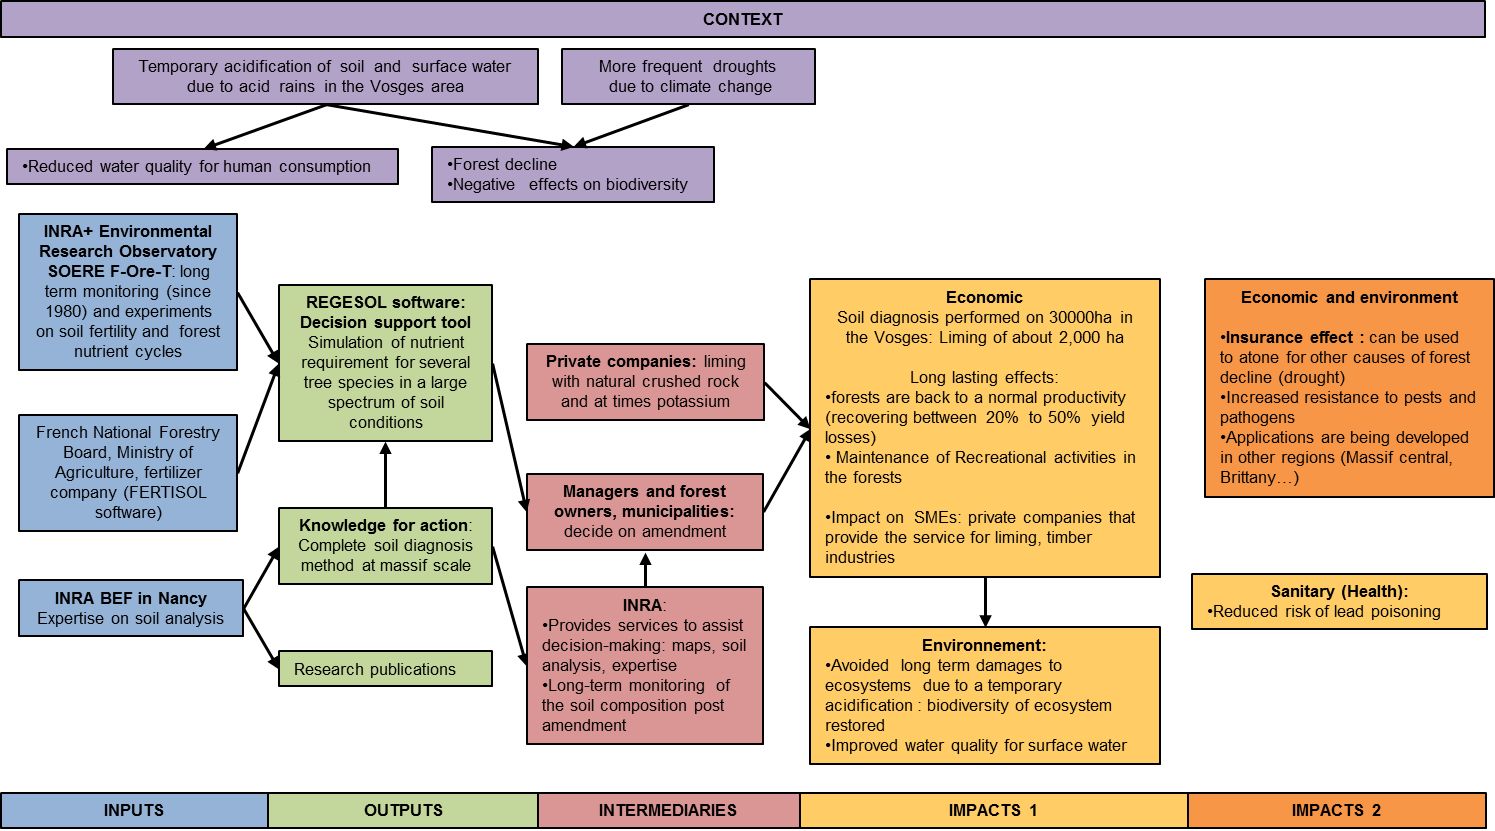 CONTEXT
Temporary acidification of soil and surface water
due to acid rains in the Vosges area
More frequent droughts
due to climate change
•Reduced water quality for human consumption
•Forest decline
•Negative effects on biodiversity
INRA+ Environmental
Research Observatory
SOERE F-Ore-T: long
term monitoring (since
1980) and experiments
on soil fertility and forest
nutrient cycles
French National Forestry
Board, Ministry of
Agriculture, fertilizer
company (FERTISOL
software)
INRA BEF in Nancy
Expertise on soil analysis
REGESOL software:
Decision support tool
Simulation of nutrient
requirement for several
tree species in a large
spectrum of soil
conditions
Knowledge for action:
Complete soil diagnosis
method at massif scale
Research publications
Private companies: liming
with natural crushed rock
and at times potassium
Managers and forest
owners, municipalities:
decide on amendment
INRA:
•Provides services to assist
decision-making: maps, soil
analysis, expertise
•Long-term monitoring of
the soil composition post
amendment
Economic
Soil diagnosis performed on 30000ha in
the Vosges: Liming of about 2,000 ha
Long lasting effects:
•forests are back to a normal productivity
(recovering bettween 20% to 50% yield
losses)
• Maintenance of Recreational activities in
the forests
•Impact on SMEs: private companies that
provide the service for liming, timber
industries
Environnement:
•Avoided long term damages to
ecosystems due to a temporary
acidification : biodiversity of ecosystem
restored
•Improved water quality for surface water
Economic and environment
•Insurance effect : can be used
to atone for other causes of forest
decline (drought)
•Increased resistance to pests and
pathogens
•Applications are being developed
in other regions (Massif central,
Brittany…)
Sanitary (Health):
•Reduced risk of lead poisoning
INPUTS
OUTPUTS
INTERMEDIARIES
IMPACTS 1
IMPACTS 2